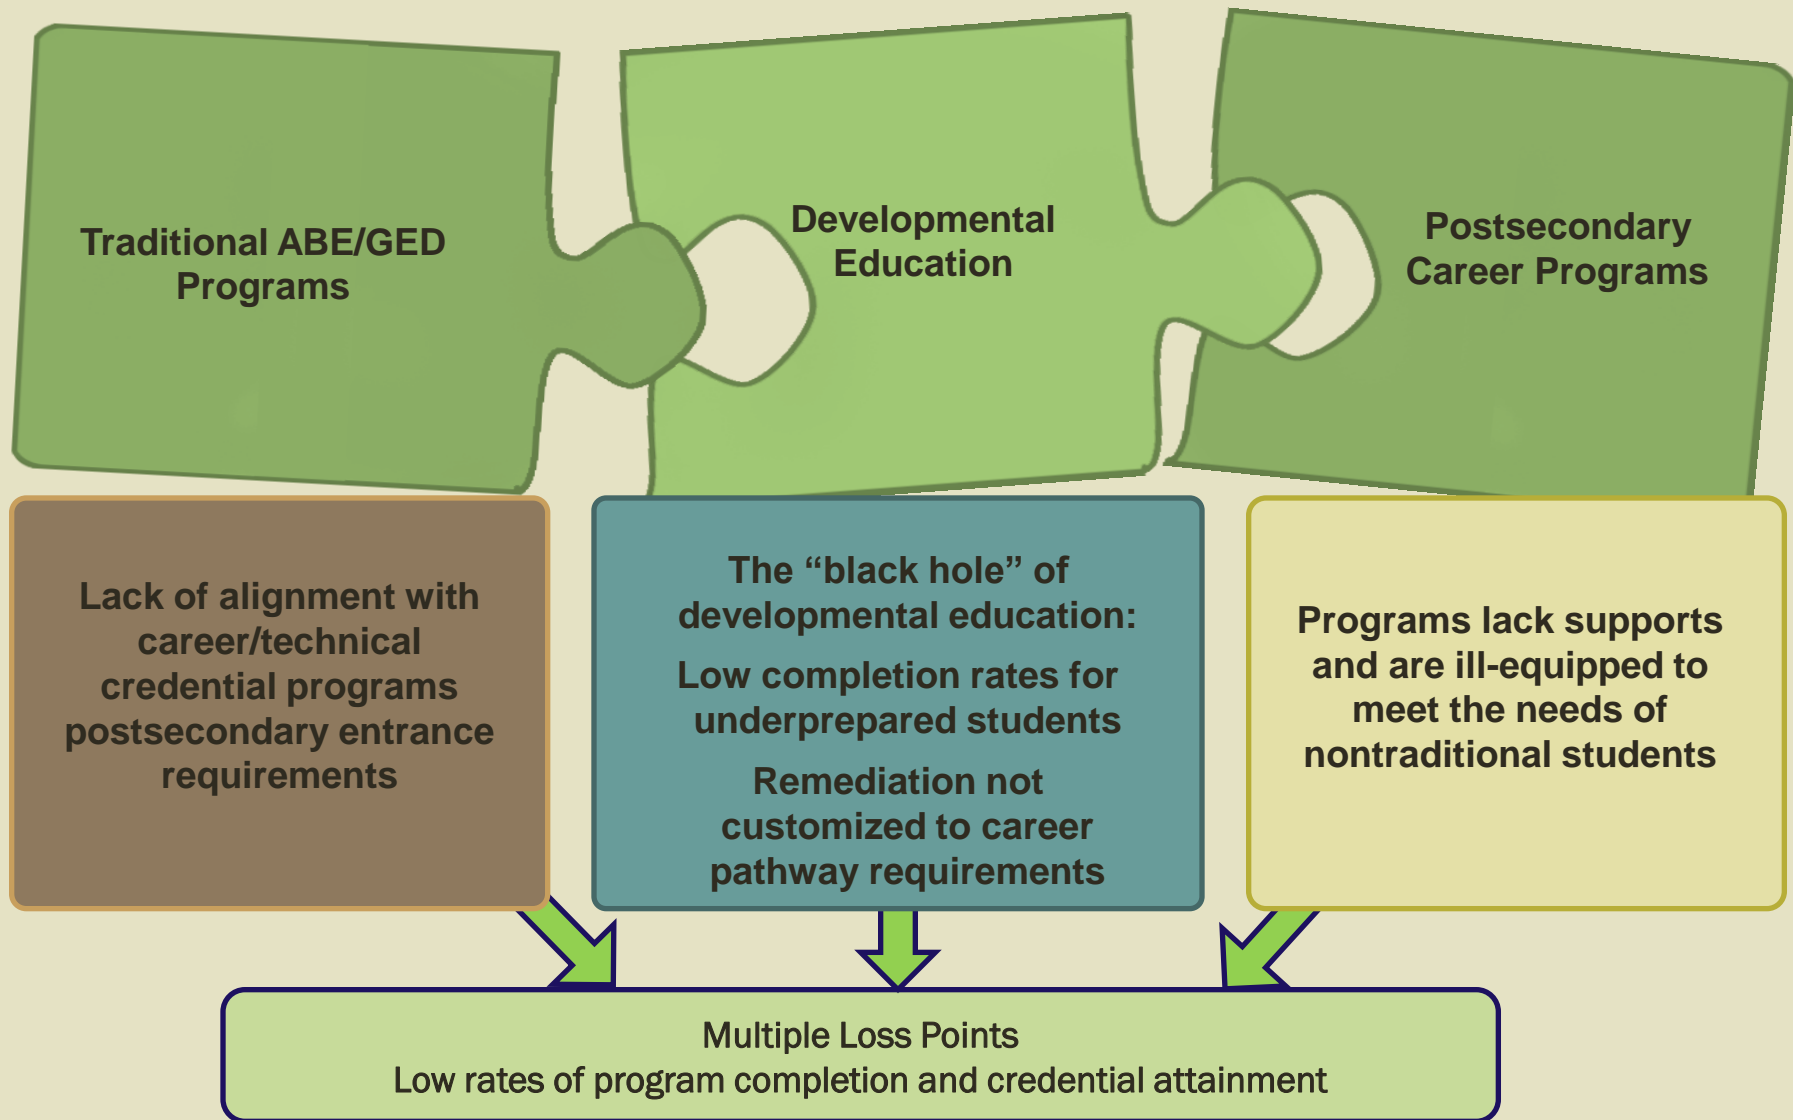 Traditional ABE/GED
Programs
Developmental
Education
Postsecondary
Career Programs
Lack of alignment with
career/technical
credential programs
postsecondary entrance
requirements
The “black hole” of
developmental education:
Low completion rates for
underprepared students
Remediation not
customized to career
pathway requirements
Programs lack supports
and are ill-equipped to
meet the needs of
nontraditional students
Multiple Loss Points
Low rates of program completion and credential attainment